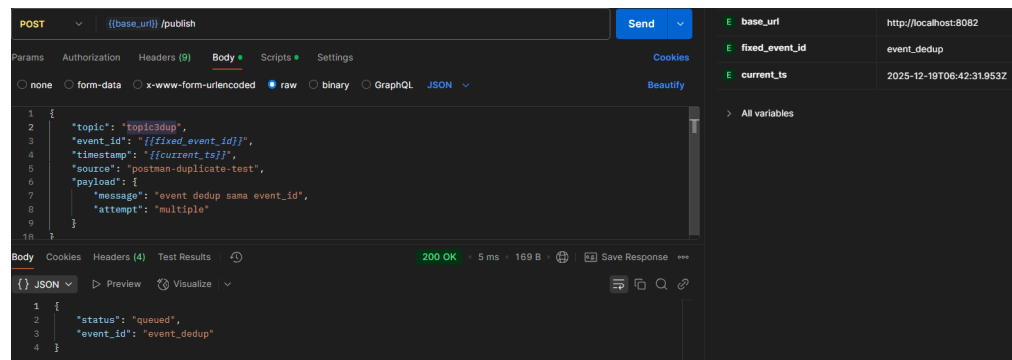 POST {{base_url}} /publish Send
Params Authorization Headers (9) Body Scripts Settings Cookies
none form-data x-www-form-urlencoded raw binary GraphQL JSON Beautify
1 {
2 "topic": "topic3dup",
3 "event_id": "{{fixed_event_id}}",
4 "timestamp": "{{current_ts}}",
5 "source": "postman-duplicate-test",
6 "payload": {
7 "message": "event dedup sama event_id",
8 "attempt": "multiple"
9 }
10 }
Body Cookies Headers (4) Test Results 200 OK 5 ms 169 B e.g. Save Response
{} JSON Preview Visualize
1 {
2 "status": "queued",
3 "event_id": "event_dedup"
4 }
E base_url http://localhost:8082
E fixed_event_id event_dedup
E current_ts 2025-12-19T06:42:31.953Z
All variables